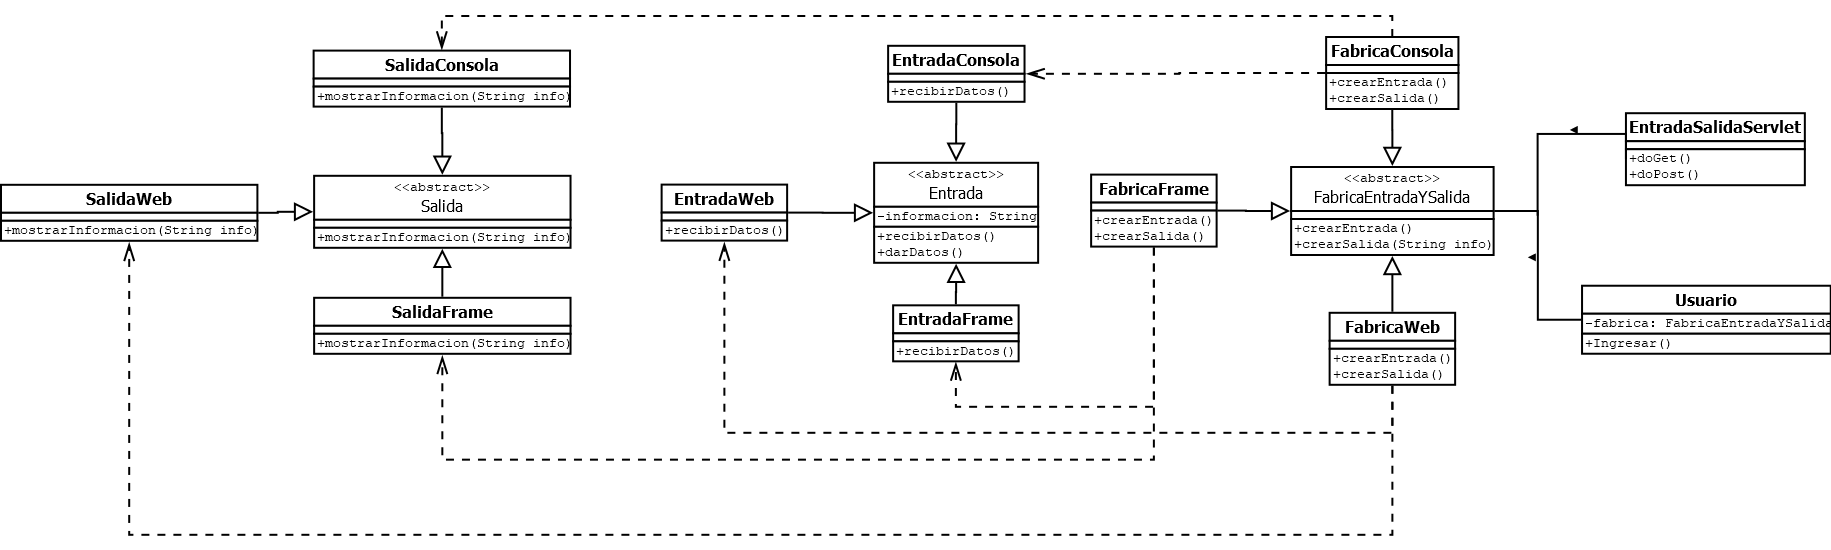 SalidaConsola
+mostrarInformacion(String info)
EntradaConsola
+recibirDatos()
FabricaConsola
+crearEntrada()
+crearSalida()
EntradaSalidaServlet
+doGet()
+doPost()
SalidaWeb
+mostrarInformacion(String info)
<<abstract>>
Salida
+mostrarInformacion(String info)
EntradaWeb
+recibirDatos()
<<abstract>>
Entrada
-informacion: String
+recibirDatos()
+darDatos()
FabricaFrame
+crearEntrada()
+crearSalida()
<<abstract>>
FabricaEntradaYSalida
+crearEntrada()
+crearSalida(String info)
SalidaFrame
+mostrarInformacion(String info)
EntradaFrame
+recibirDatos()
FabricaWeb
+crearEntrada()
+crearSalida()
Usuario
-fabrica: FabricaEntradaYSalida
+Ingresar()